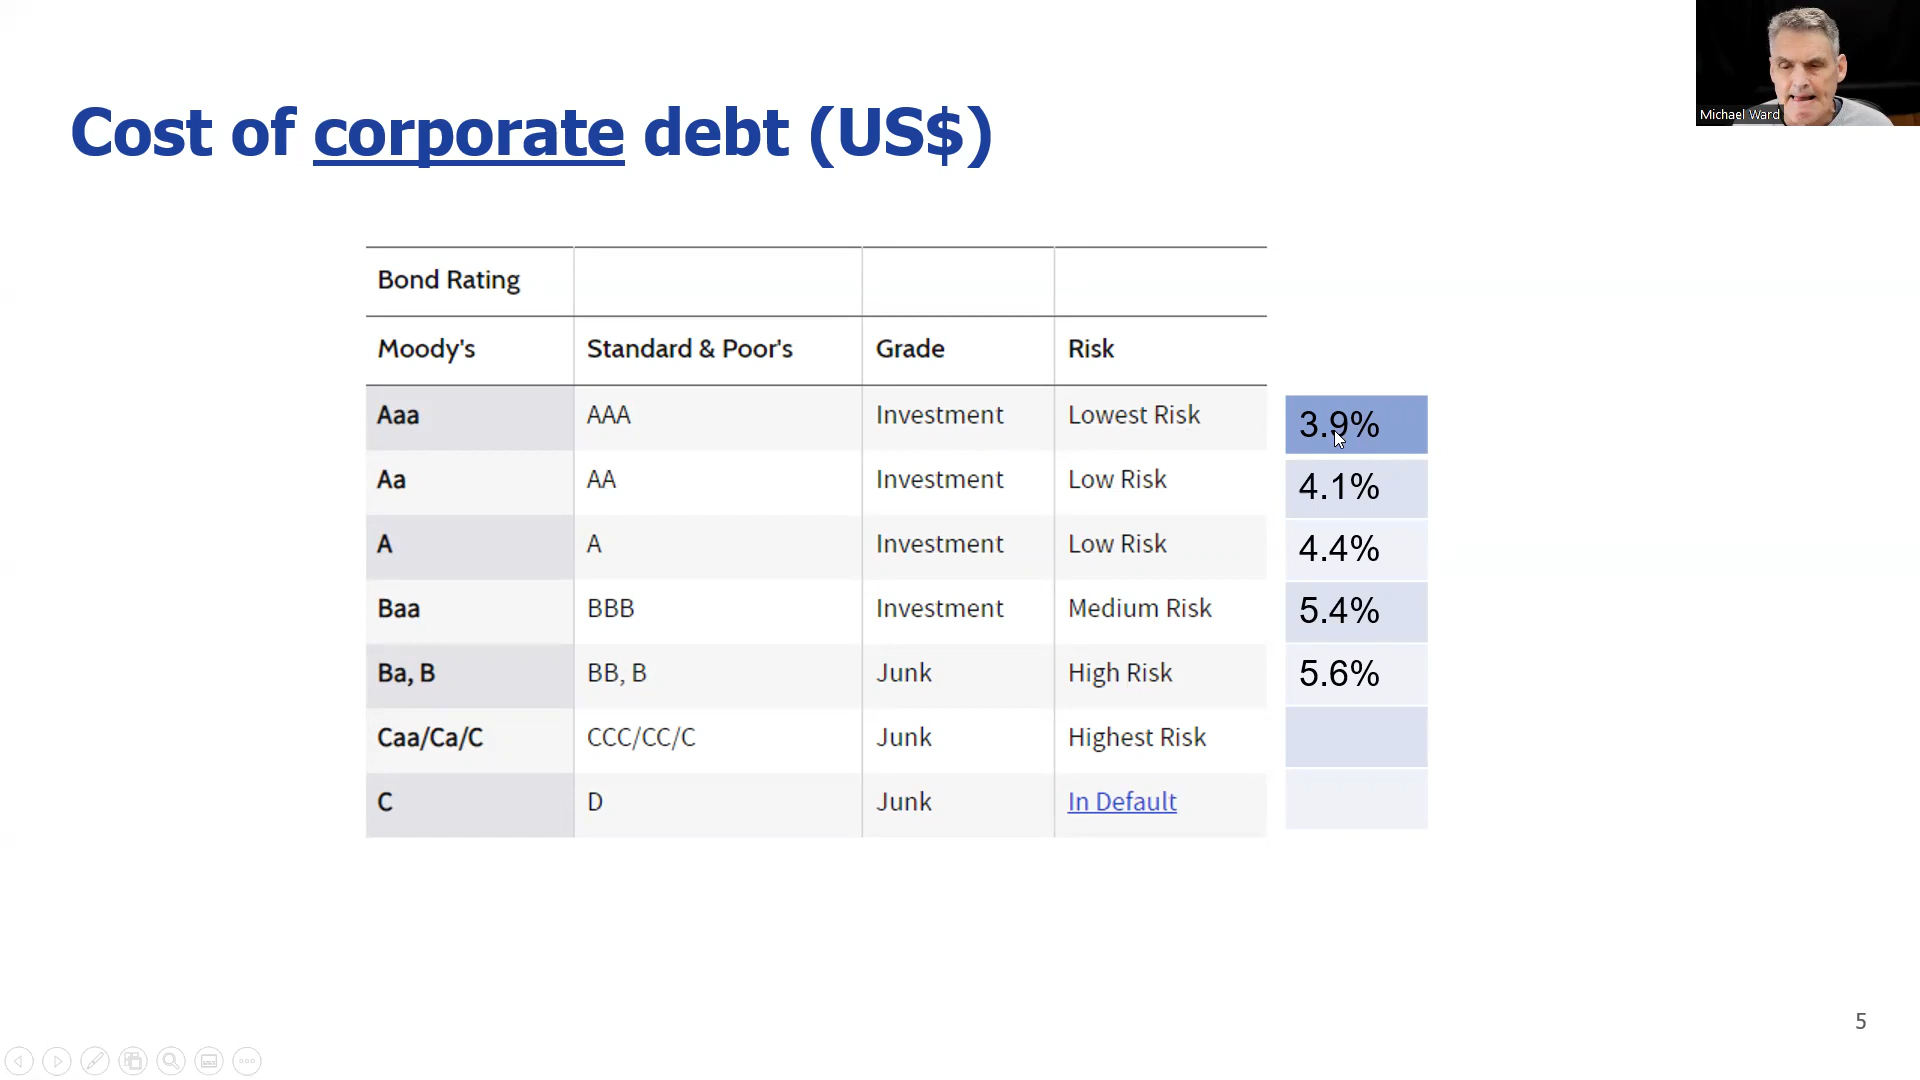 Michael Ward
Cost of corporate debt (US$)
Bond Rating
Moody's Standard & Poor's Grade Risk
Aaa AAA Investment Lowest Risk 3.9%
Aa AA Investment Low Risk 4.1%
A A Investment Low Risk 4.4%
Baa BBB Investment Medium Risk 5.4%
Ba, B BB, B Junk High Risk 5.6%
Caa/Ca/C CCC/CC/C Junk Highest Risk
C D Junk In Default
5